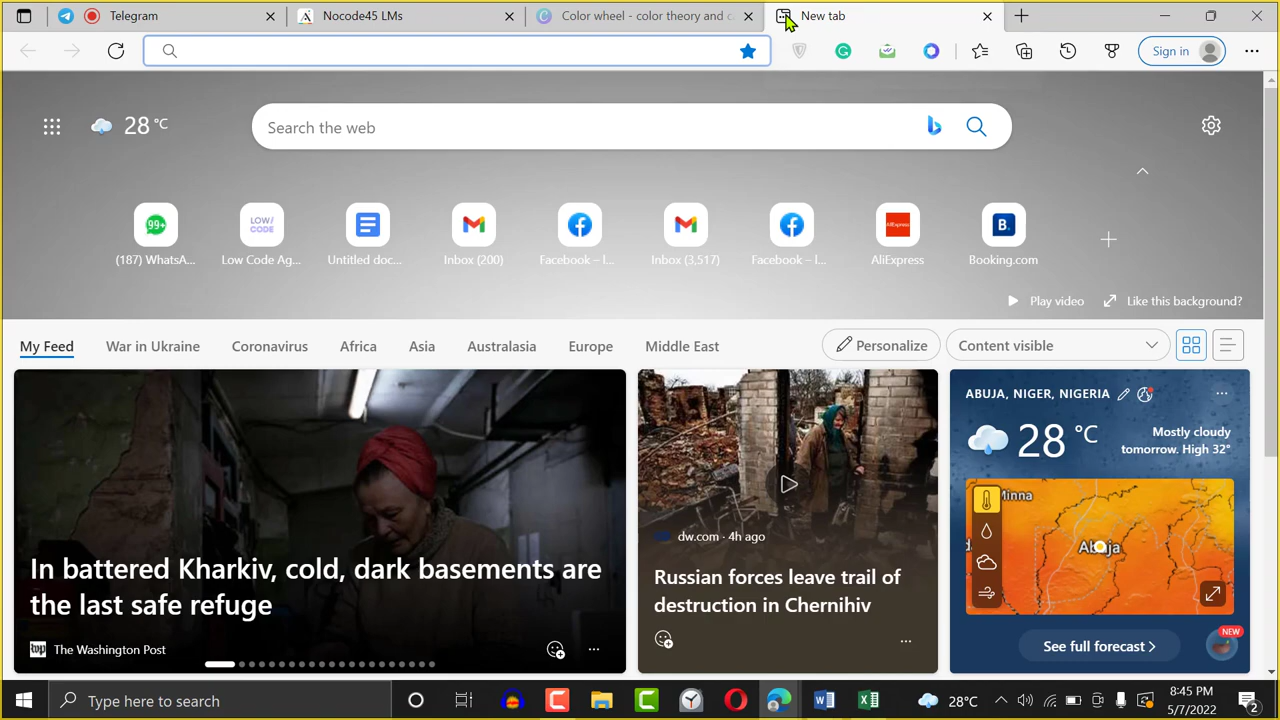 Telegram
Nocode45 LMs
Color wheel - color theory and c
New tab
Sign in
28 °C
Search the web
99+
LOW/
CODE
B.
(187) WhatsA...
Low Code Ag...
Untitled doc...
Inbox (200)
Facebook – l...
Inbox (3,517)
Facebook – l...
AliExpress
Booking.com
Play video
Like this background?
My Feed
War in Ukraine
Coronavirus
Africa
Asia
Australasia
Europe
Middle East
Personalize
Content visible
In battered Kharkiv, cold, dark basements are
the last safe refuge
The Washington Post
dw.com · 4h ago
Russian forces leave trail of
destruction in Chernihiv
ABUJA, NIGER, NIGERIA
28 °C
Mostly cloudy
tomorrow. High 32°
Minna
Abuja
See full forecast
NEW
Type here to search
28°C
8:45 PM
5/7/2022
2